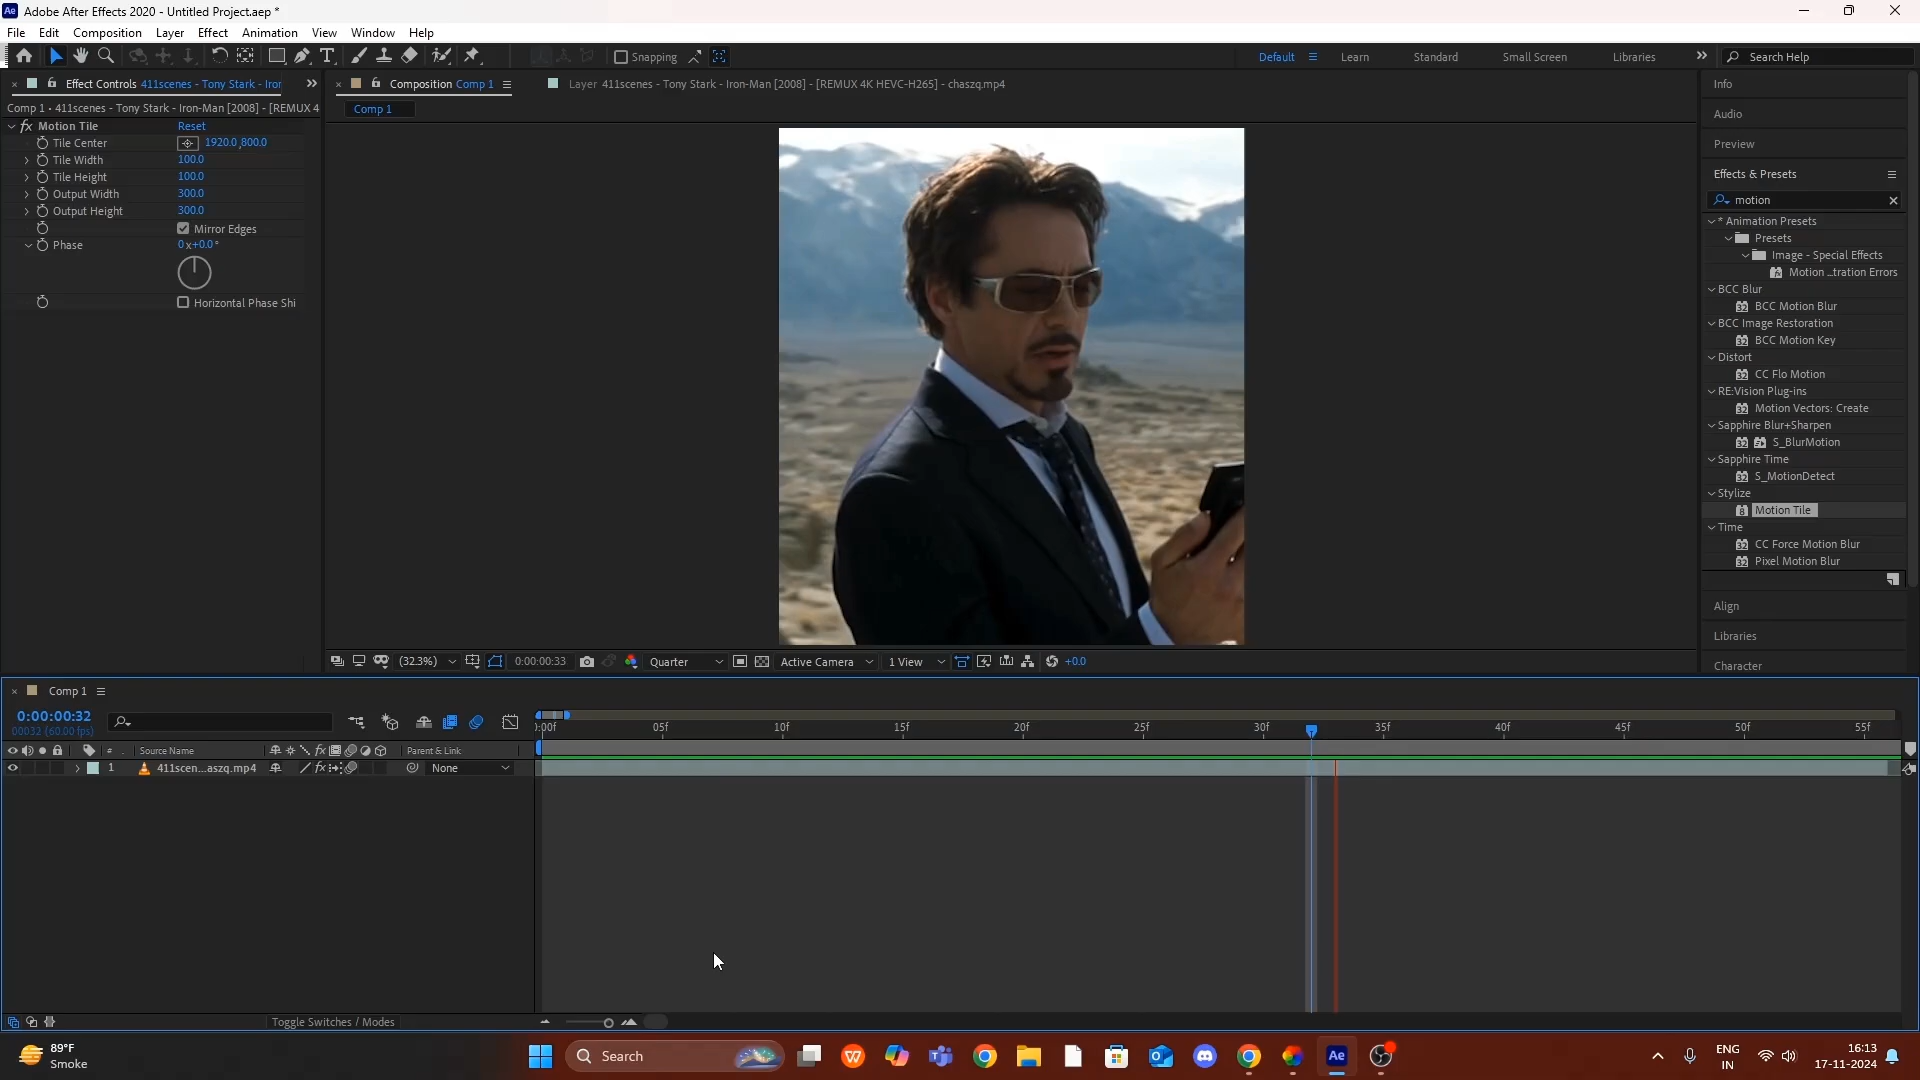 Adobe After Effects 2020 - Untitled Project.aep *
File Edit Composition Layer Effect Animation View Window Help
Snapping Default Learn Standard Small Screen Libraries Search Help
Effect Controls 411scenes - Tony Stark - Iror
Composition Comp 1
Layer 411scenes - Tony Stark - Iron-Man [2008] - [REMUX 4K HEVC-H265] - chaszq.mp4
Comp 1 • 411scenes - Tony Stark - Iron-Man [2008] - [REMUX 4
Comp 1
fx Motion Tile Reset
Tile Center 1920.0,800.0
Tile Width 100.0
Tile Height 100.0
Output Width 300.0
Output Height 300.0
Mirror Edges
Phase 0x+0.0°
Horizontal Phase Shi
Info
Audio
Preview
Effects & Presets
motion
* Animation Presets
Presets
Image - Special Effects
Motion ...tration Errors
BCC Blur
BCC Motion Blur
BCC Image Restoration
BCC Motion Key
Distort
CC Flo Motion
RE:Vision Plug-ins
Motion Vectors: Create
Sapphire Blur+Sharpen
S_BlurMotion
Sapphire Time
S_MotionDetect
Stylize
Motion Tile
Time
CC Force Motion Blur
Pixel Motion Blur
Align
Libraries
Character
(32.3%) 0:00:00:33 Quarter Active Camera 1 View +0.0
Comp 1
0:00:00:32
00032 (60.00 fps)
):00f 05f 10f 15f 20f 25f 30f 35f 40f 45f 50f 55f
# Source Name fx Parent & Link
1 411scen...aszq.mp4 fx None
Toggle Switches / Modes
89°F
Smoke
Search
Ae
ENG
IN
16:13
17-11-2024